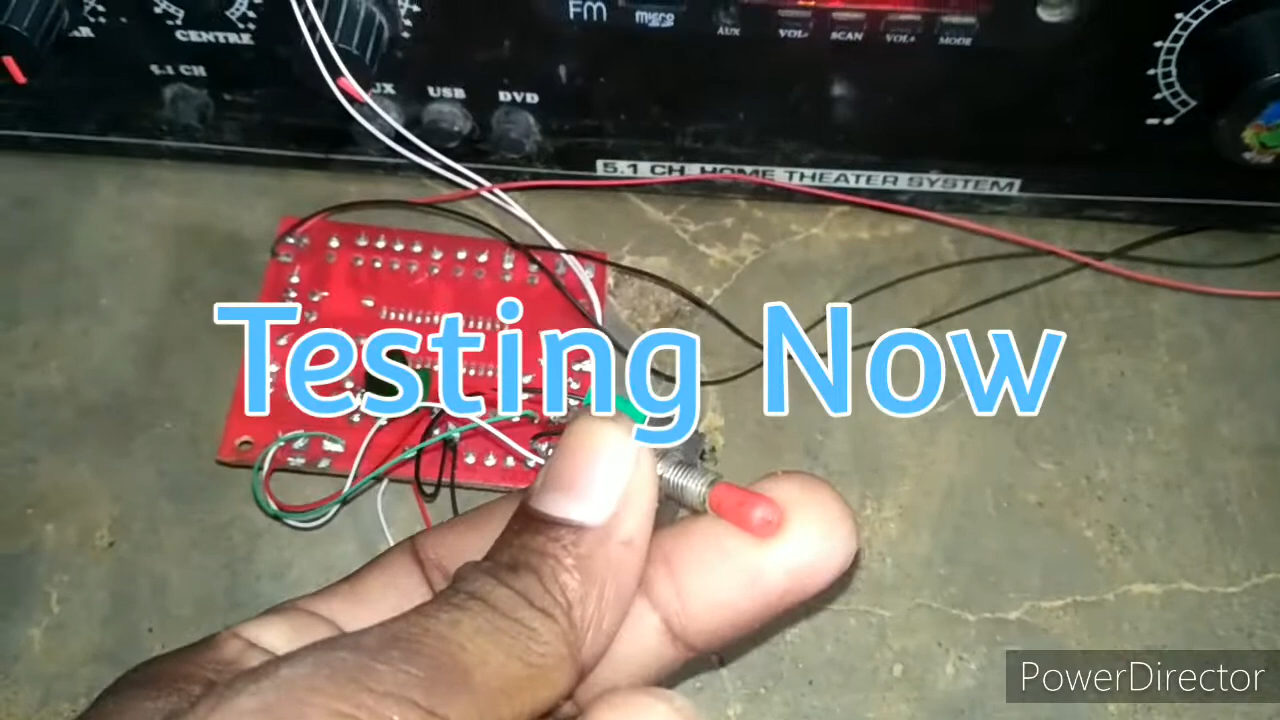 FM
micro
AUX
VOL-
SCAN
VOL+
MODE
CENTRE
5.1 CH
USB
DVD
5.1 CH HOME THEATER SYSTEM
Testing Now
PowerDirector